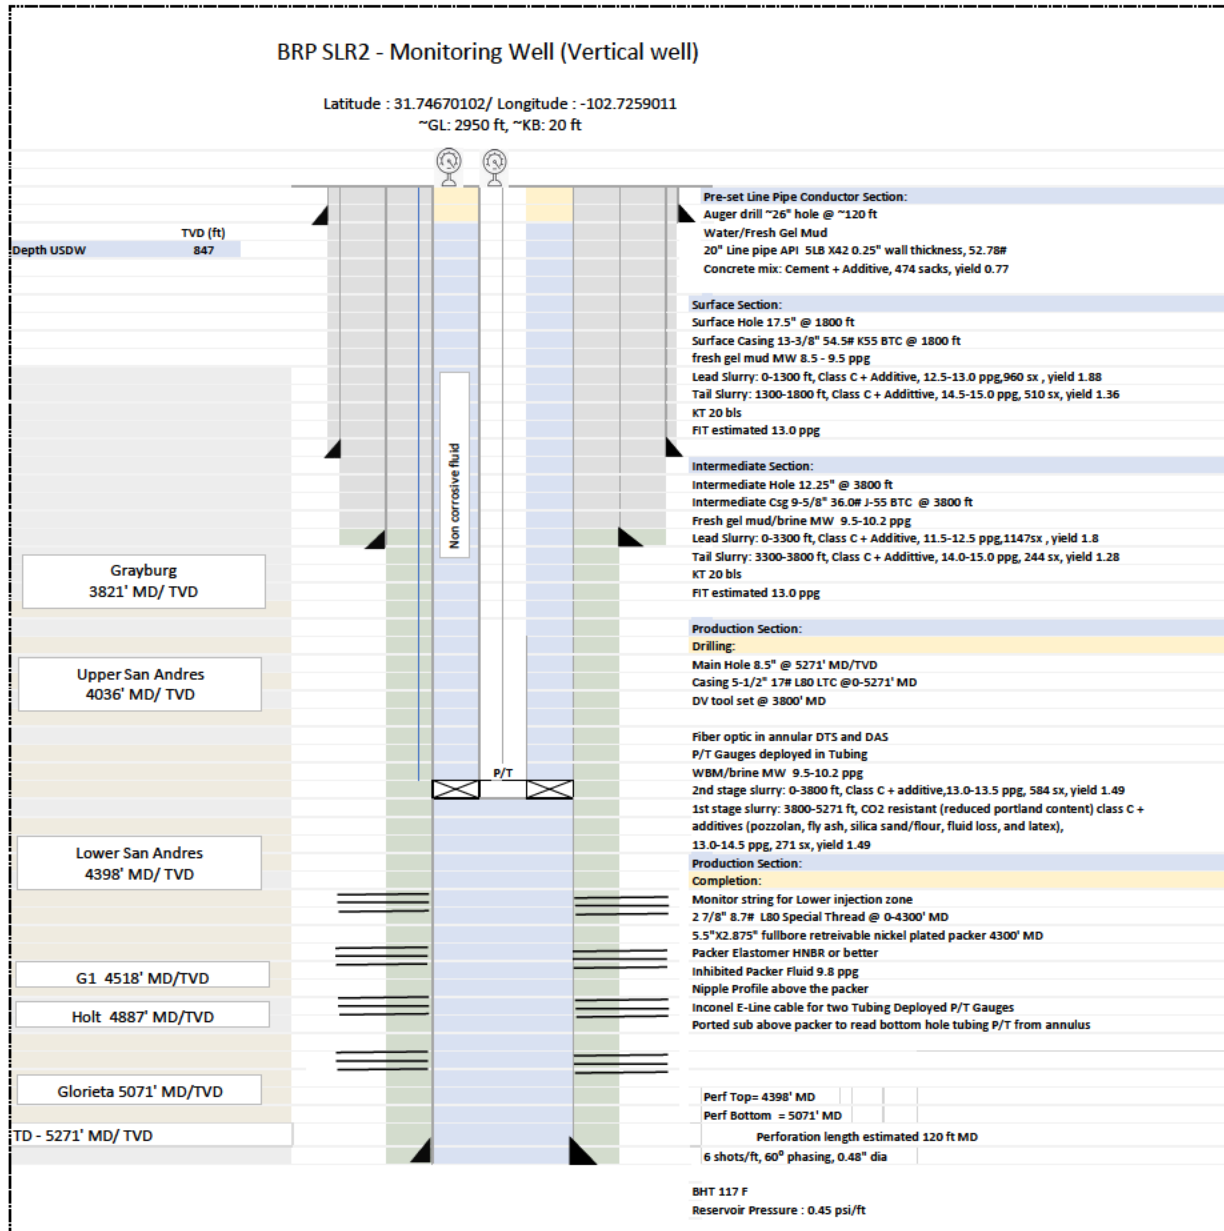 BRP SLR2 - Monitoring Well (Vertical well)
Latitude : 31.74670102/ Longitude : -102.7259011
~GL: 2950 ft, ~KB: 20 ft
TVD (ft)
Depth USDW 847
Non corrosive fluid
P/T
Grayburg
3821' MD/ TVD
Upper San Andres
4036' MD/ TVD
Lower San Andres
4398' MD/ TVD
G1 4518' MD/TVD
Holt 4887' MD/TVD
Glorieta 5071' MD/TVD
TD - 5271' MD/ TVD
Pre-set Line Pipe Conductor Section:
Auger drill ~26" hole @ ~120 ft
Water/Fresh Gel Mud
20" Line pipe API 5LB X42 0.25" wall thickness, 52.78#
Concrete mix: Cement + Additive, 474 sacks, yield 0.77
Surface Section:
Surface Hole 17.5" @ 1800 ft
Surface Casing 13-3/8" 54.5# K55 BTC @ 1800 ft
fresh gel mud MW 8.5 - 9.5 ppg
Lead Slurry: 0-1300 ft, Class C + Additive, 12.5-13.0 ppg,960 sx , yield 1.88
Tail Slurry: 1300-1800 ft, Class C + Addittive, 14.5-15.0 ppg, 510 sx, yield 1.36
KT 20 bls
FIT estimated 13.0 ppg
Intermediate Section:
Intermediate Hole 12.25" @ 3800 ft
Intermediate Csg 9-5/8" 36.0# J-55 BTC @ 3800 ft
Fresh gel mud/brine MW 9.5-10.2 ppg
Lead Slurry: 0-3300 ft, Class C + Additive, 11.5-12.5 ppg,1147sx , yield 1.8
Tail Slurry: 3300-3800 ft, Class C + Addittive, 14.0-15.0 ppg, 244 sx, yield 1.28
KT 20 bls
FIT estimated 13.0 ppg
Production Section:
Drilling:
Main Hole 8.5" @ 5271' MD/TVD
Casing 5-1/2" 17# L80 LTC @0-5271' MD
DV tool set @ 3800' MD
Fiber optic in annular DTS and DAS
P/T Gauges deployed in Tubing
WBM/brine MW 9.5-10.2 ppg
2nd stage slurry: 0-3800 ft, Class C + additive,13.0-13.5 ppg, 584 sx, yield 1.49
1st stage slurry: 3800-5271 ft, CO2 resistant (reduced portland content) class C +
additives (pozzolan, fly ash, silica sand/flour, fluid loss, and latex),
13.0-14.5 ppg, 271 sx, yield 1.49
Production Section:
Completion:
Monitor string for Lower injection zone
2 7/8" 8.7# L80 Special Thread @ 0-4300' MD
5.5"X2.875" fullbore retreivable nickel plated packer 4300' MD
Packer Elastomer HNBR or better
Inhibited Packer Fluid 9.8 ppg
Nipple Profile above the packer
Inconel E-Line cable for two Tubing Deployed P/T Gauges
Ported sub above packer to read bottom hole tubing P/T from annulus
Perf Top= 4398' MD
Perf Bottom = 5071' MD
Perforation length estimated 120 ft MD
6 shots/ft, 60⁰ phasing, 0.48" dia
BHT 117 F
Reservoir Pressure : 0.45 psi/ft